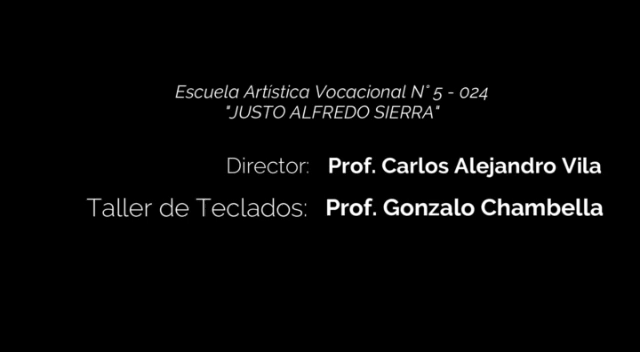 Escuela Artística Vocacional N° 5 - 024
"JUSTO ALFREDO SIERRA"
Director: Prof. Carlos Alejandro Vila
Taller de Teclados: Prof. Gonzalo Chambella